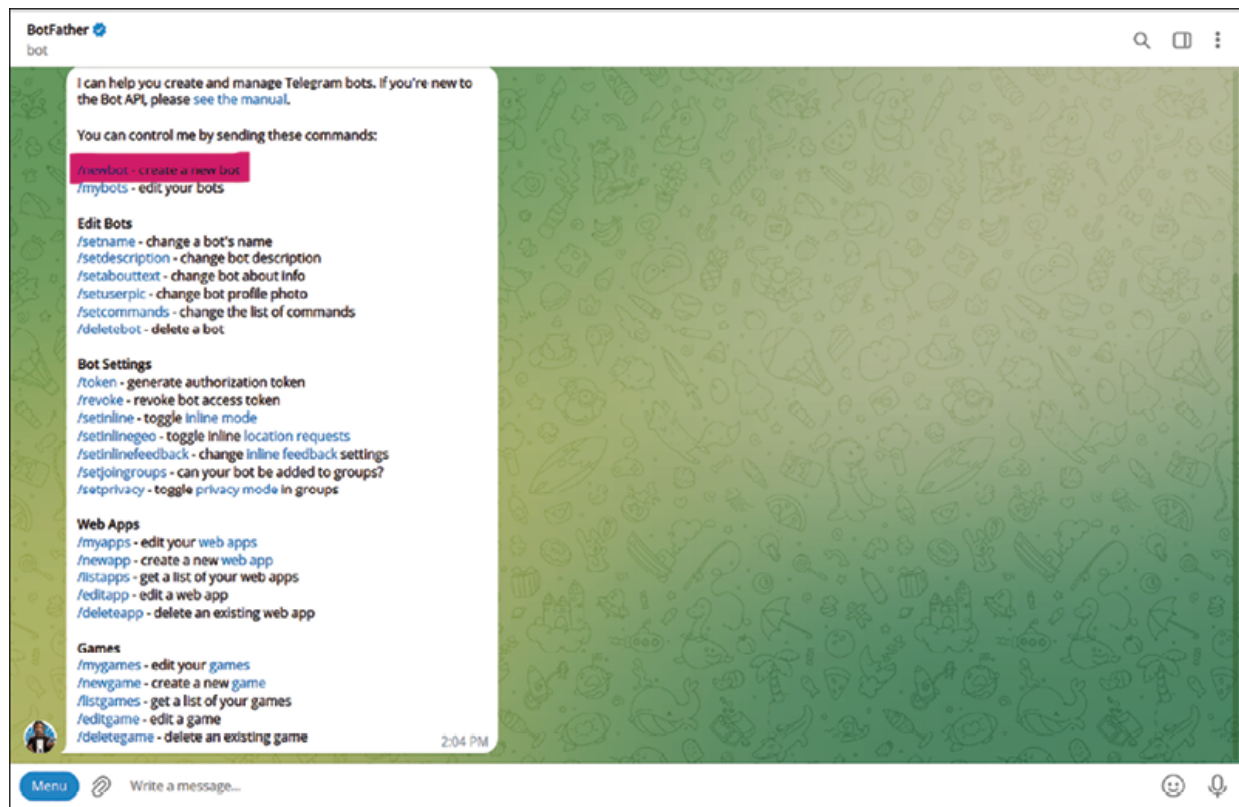 BotFather
bot
I can help you create and manage Telegram bots. If you're new to
the Bot API, please see the manual.
You can control me by sending these commands:
/newbot - create a new bot
/mybots - edit your bots
Edit Bots
/setname - change a bot's name
/setdescription - change bot description
/setabouttext - change bot about info
/setuserpic - change bot profile photo
/setcommands - change the list of commands
/deletebot - delete a bot
Bot Settings
/token - generate authorization token
/revoke - revoke bot access token
/setinline - toggle inline mode
/setinlinegeo - toggle inline location requests
/setinlinefeedback - change inline feedback settings
/setjoingroups - can your bot be added to groups?
/setprivacy - toggle privacy mode in groups
Web Apps
/myapps - edit your web apps
/newapp - create a new web app
/listapps - get a list of your web apps
/editapp - edit a web app
/deleteapp - delete an existing web app
Games
/mygames - edit your games
/newgame - create a new game
/listgames - get a list of your games
/editgame - edit a game
/deletegame - delete an existing game
2:04 PM
Menu
Write a message...